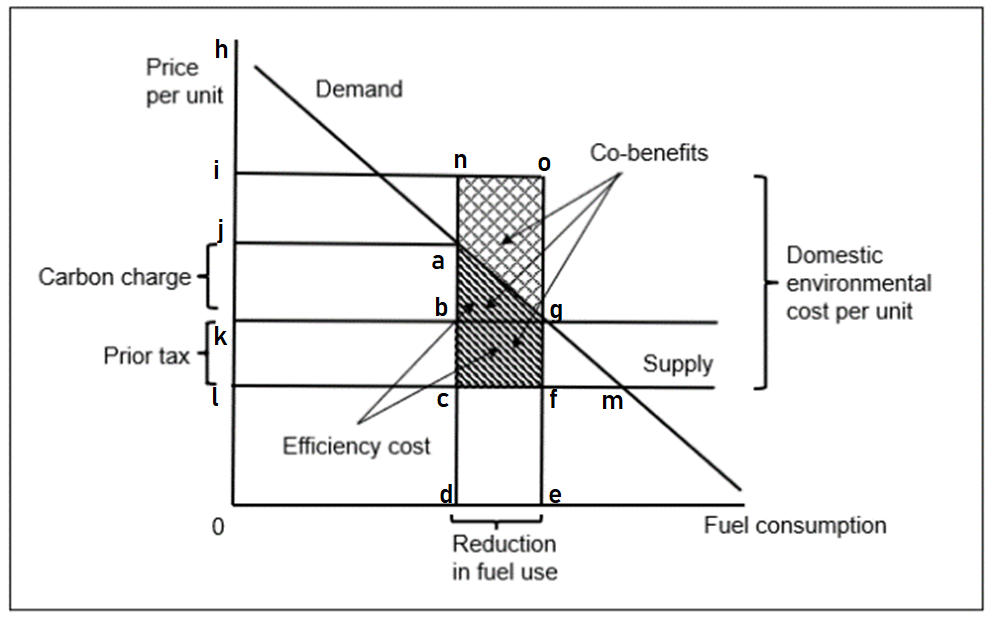 h
Price
per unit
Demand
i
n
o
Co-benefits
j
a
Carbon charge
Domestic
environmental
cost per unit
b
g
k
Prior tax
Supply
l
c
f
m
Efficiency cost
d
e
0
Fuel consumption
Reduction
in fuel use